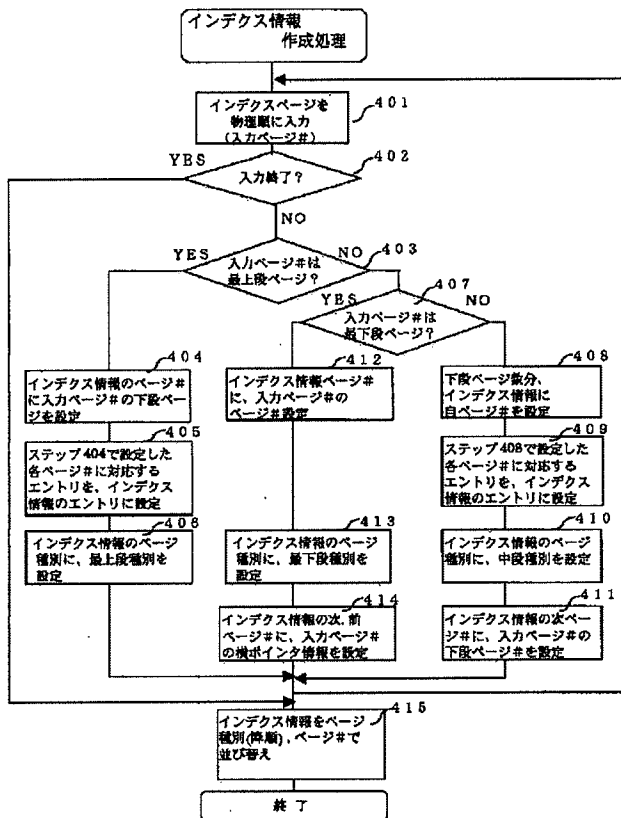 インデクス情報
作成処理
インデクスページを
物理順に入力
(入力ページ#)
401
YES
402
入力終了?
NO
YES
NO
403
入力ページ#は
最上段ページ?
407
YES
NO
入力ページ#は
最下段ページ?
404
インデクス情報のページ#
に入力ページ#の下段ペー
ジを設定
412
インデクス情報ページ#
に、入力ページ#の
ページ#設定
408
下段ページ数分、
インデクス情報に
自ページ#を設定
405
ステップ404で設定した
各ページ#に対応する
エントリを、インデクス
情報のエントリに設定
409
ステップ408で設定した
各ページ#に対応する
エントリを、インデクス
情報のエントリに設定
406
インデクス情報のページ
種別に、最上段種別を
設定
413
インデクス情報のページ
種別に、最下段種別を
設定
410
インデクス情報のページ
種別に、中段種別を設定
414
インデクス情報の次、前
ページ#に、入力ページ#
の横ポインタ情報を設定
411
インデクス情報の次ペー
ジ#に、入力ページ#の
下段ページ#を設定
415
インデクス情報をページ
種別(降順)、ページ#で
並び替え
終了